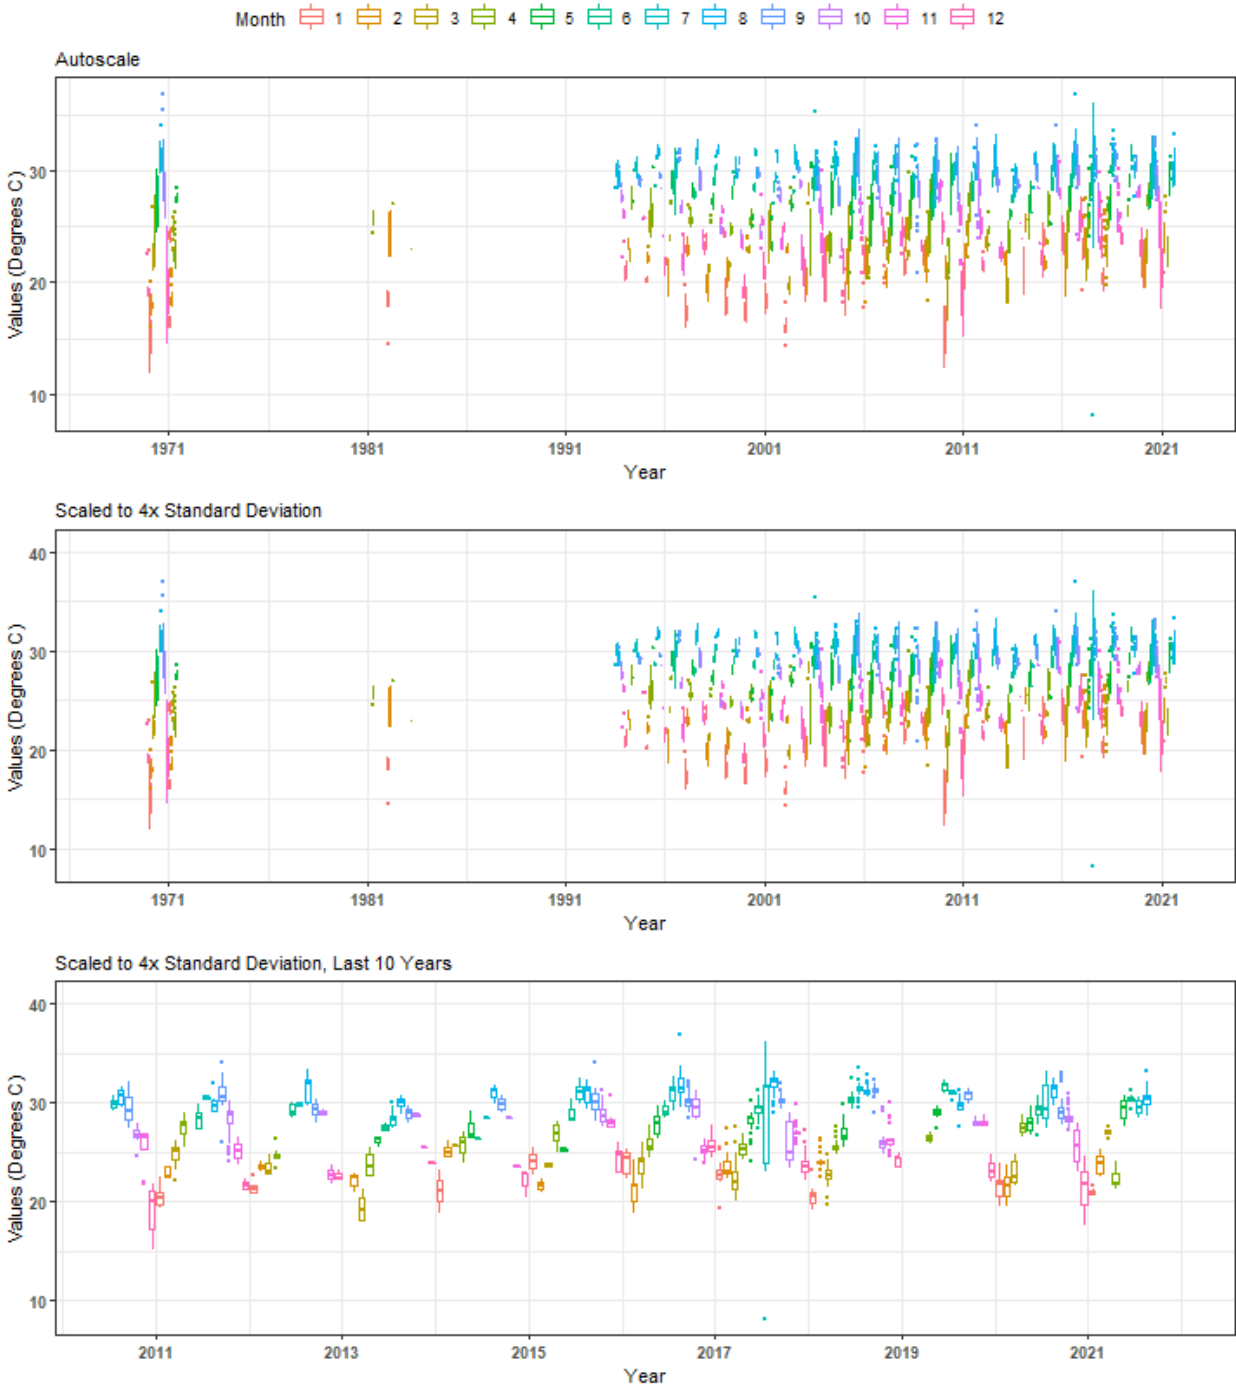 Month 1 2 3 4 5 6 7 8 9 10 11 12
Autoscale
Values (Degrees C)
30
20
10
1971 1981 1991 2001 2011 2021
Year
Scaled to 4x Standard Deviation
Values (Degrees C)
40
30
20
10
1971 1981 1991 2001 2011 2021
Year
Scaled to 4x Standard Deviation, Last 10 Years
Values (Degrees C)
40
30
20
10
2011 2013 2015 2017 2019 2021
Year